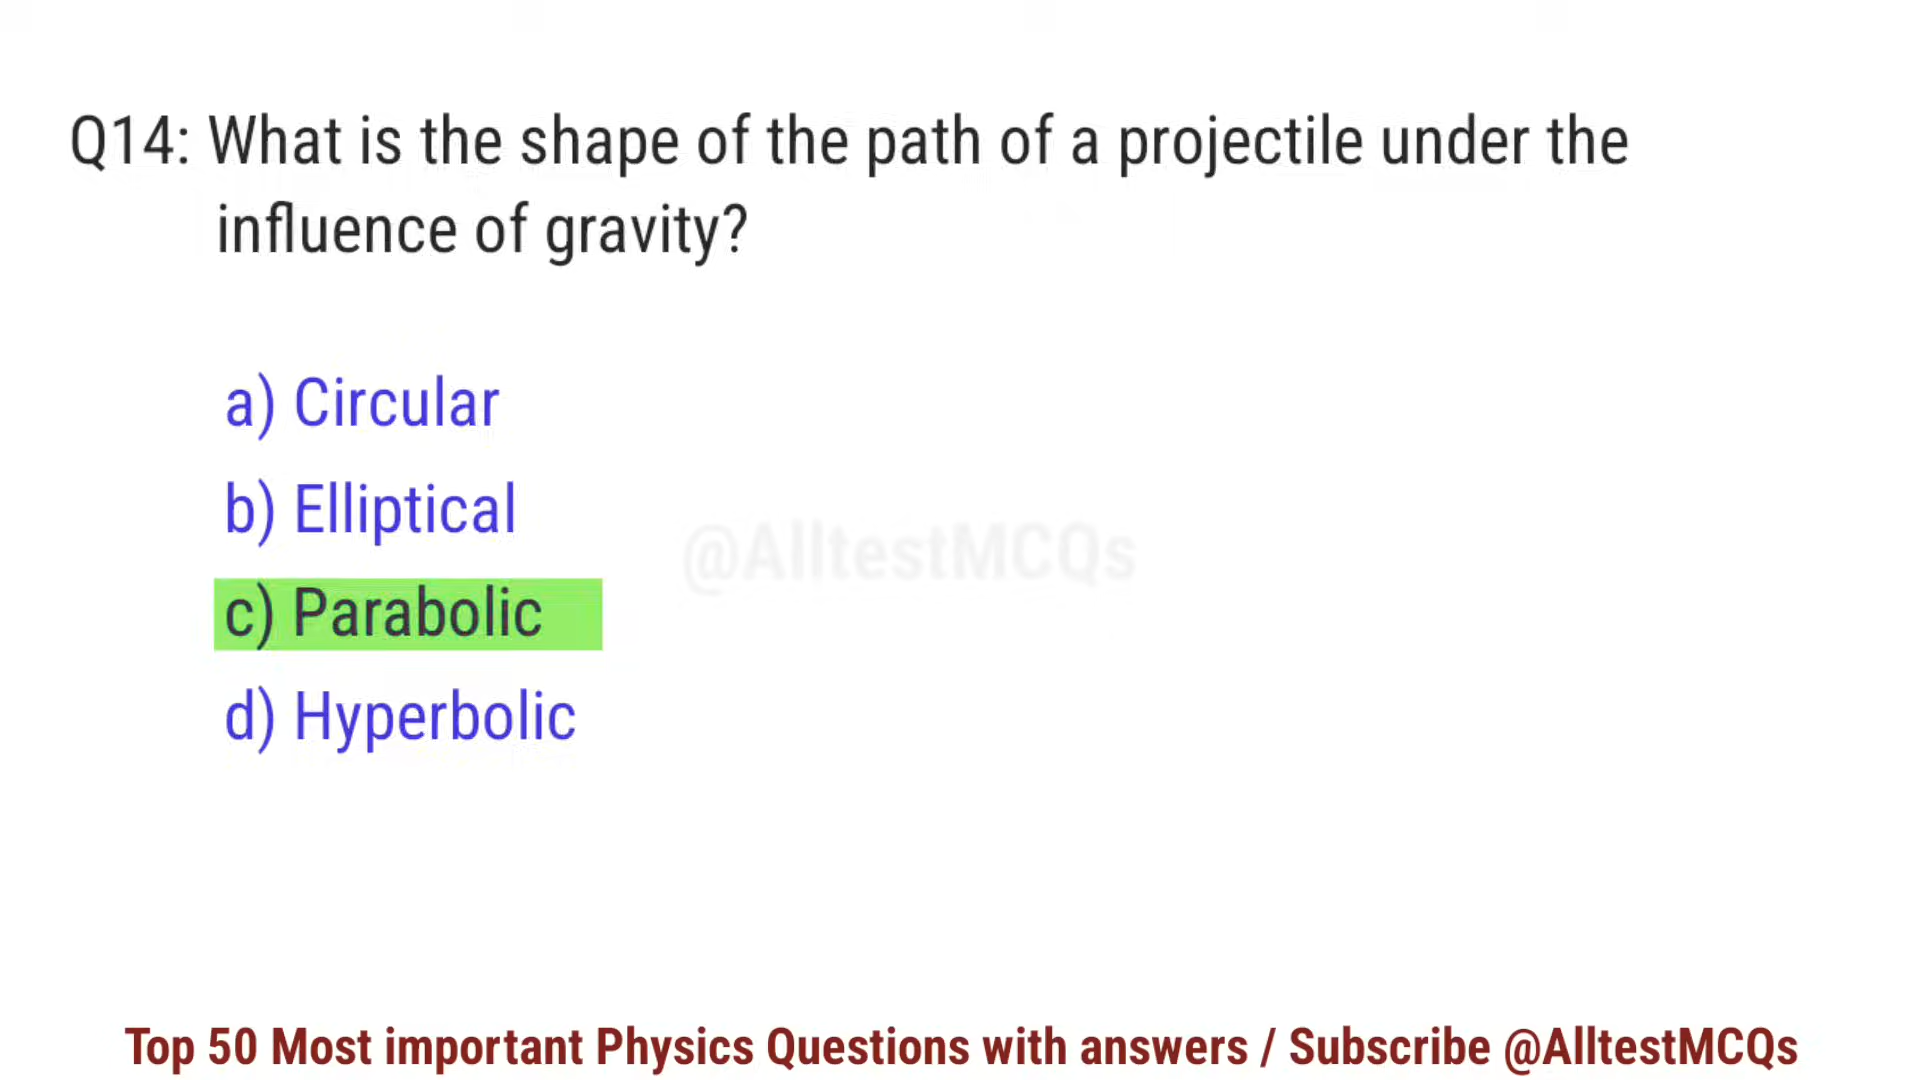 Q14: What is the shape of the path of a projectile under the
influence of gravity?
a) Circular
b) Elliptical
@AlltestMCQs
c) Parabolic
d) Hyperbolic
Top 50 Most important Physics Questions with answers / Subscribe @AlltestMCQs